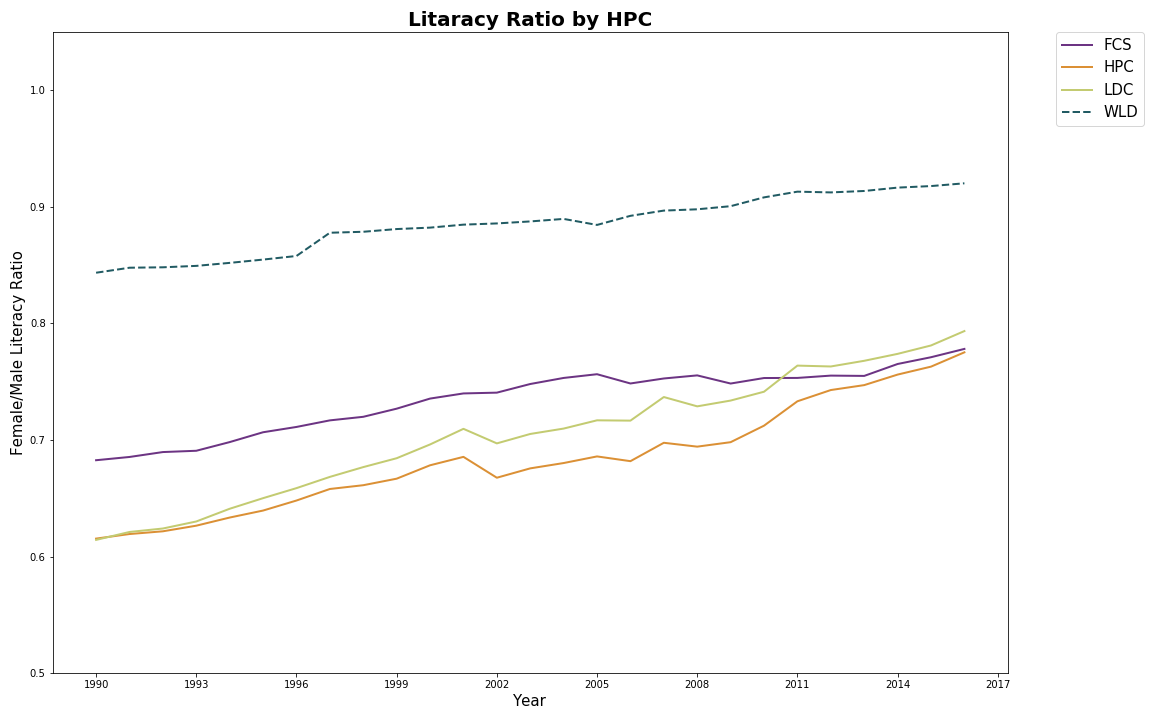 Litaracy Ratio by HPC
FCS
HPC
LDC
WLD
Female/Male Literacy Ratio
1.0
0.9
0.8
0.7
0.6
0.5
1990 1993 1996 1999 2002 2005 2008 2011 2014 2017
Year